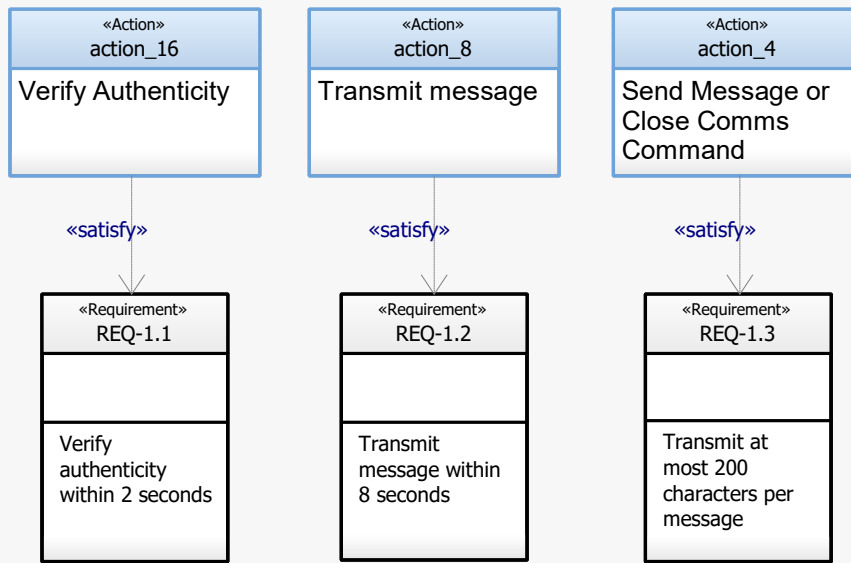 «Action»
action_16
Verify Authenticity
«Action»
action_8
Transmit message
«Action»
action_4
Send Message or
Close Comms
Command
«satisfy»
«satisfy»
«satisfy»
«Requirement»
REQ-1.1
Verify
authenticity
within 2 seconds
«Requirement»
REQ-1.2
Transmit
message within
8 seconds
«Requirement»
REQ-1.3
Transmit at
most 200
characters per
message